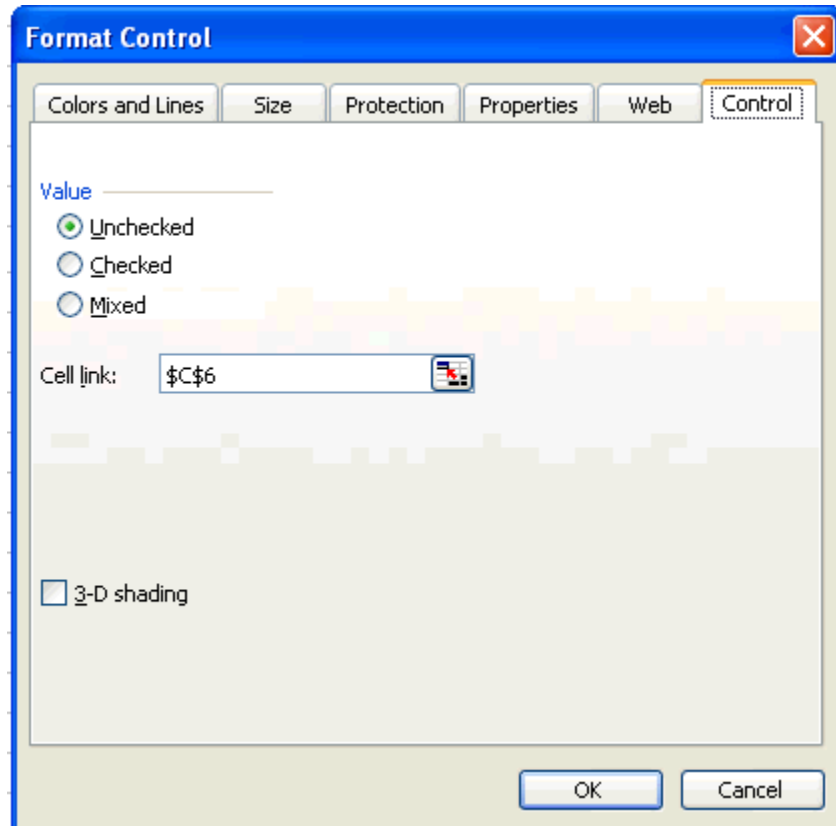 Format Control
Colors and Lines Size Protection Properties Web Control
Value
Unchecked
Checked
Mixed
Cell link: $C$6
3-D shading
OK Cancel